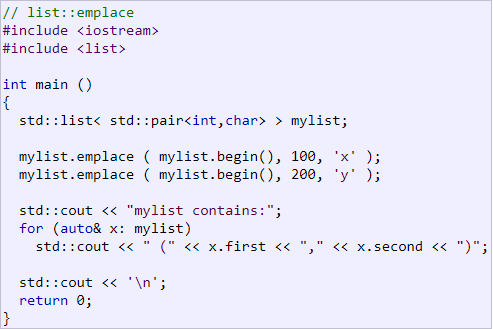 // list::emplace
#include <iostream>
#include <list>

int main ()
{
  std::list< std::pair<int,char> > mylist;

  mylist.emplace ( mylist.begin(), 100, 'x' );
  mylist.emplace ( mylist.begin(), 200, 'y' );

  std::cout << "mylist contains:";
  for (auto& x: mylist)
    std::cout << " (" << x.first << "," << x.second << ")";

  std::cout << '\n';
  return 0;
}